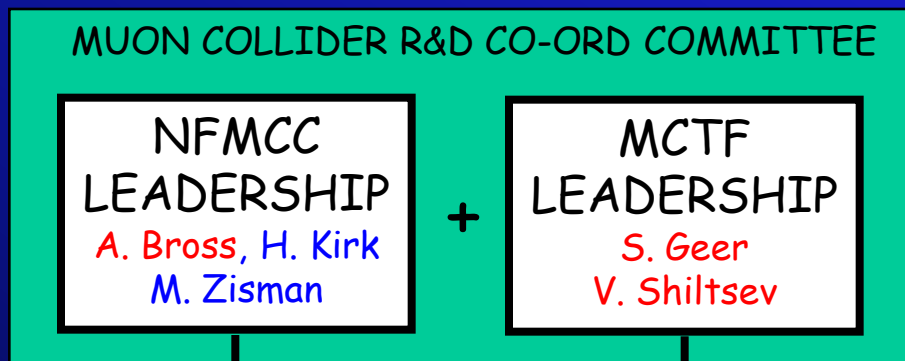 MUON COLLIDER R&D CO-ORD COMMITTEE
NFMCC
LEADERSHIP
A. Bross, H. Kirk
M. Zisman
+
MCTF
LEADERSHIP
S. Geer
V. Shiltsev